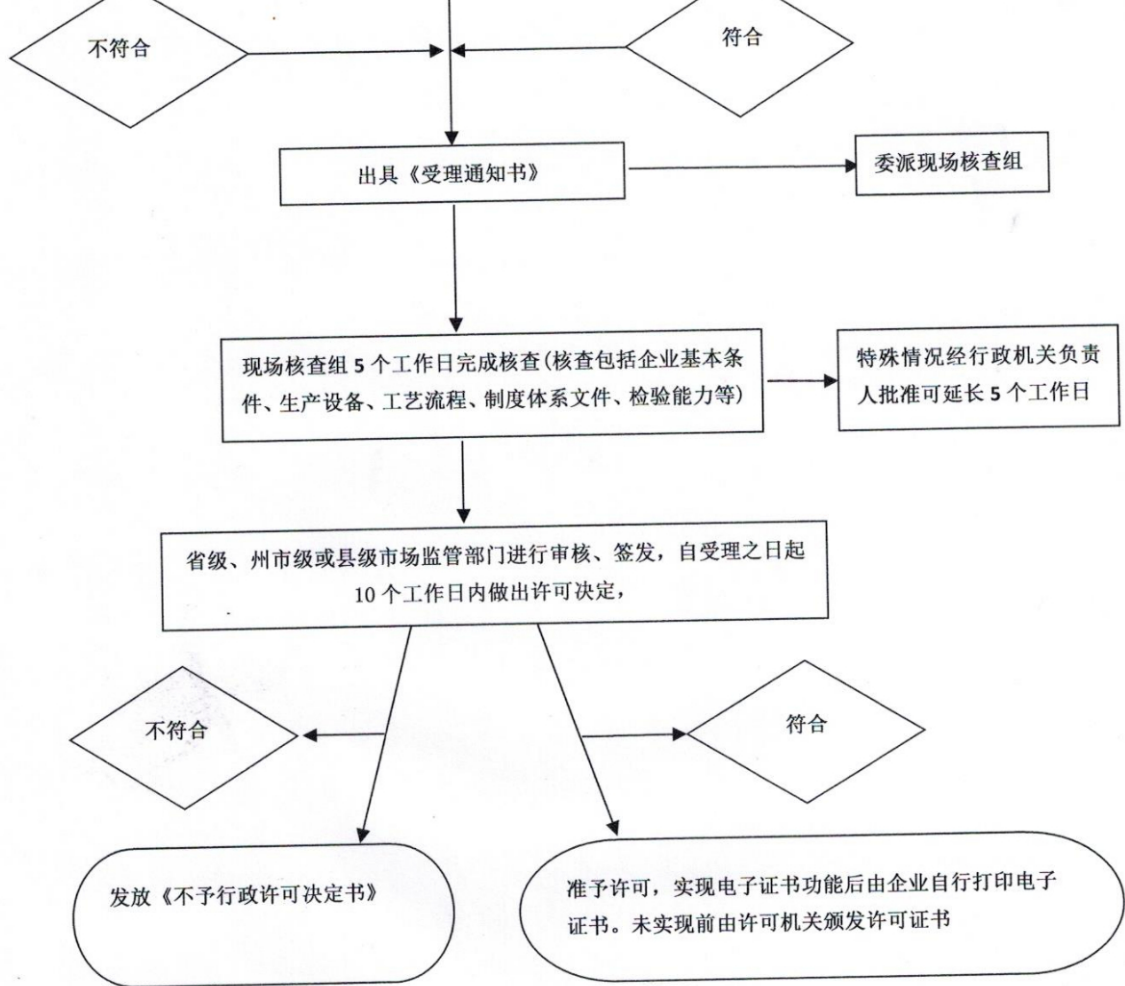 不符合
符合
出具《受理通知书》
委派现场核查组
现场核查组 5 个工作日完成核查(核查包括企业基本条
件、生产设备、工艺流程、制度体系文件、检验能力等)
特殊情况经行政机关负责
人批准可延长 5 个工作日
省级、州市级或县级市场监管部门进行审核、签发，自受理之日起
10 个工作日内做出许可决定，
不符合
符合
发放《不予行政许可决定书》
准予许可，实现电子证书功能后由企业自行打印电子
证书。未实现前由许可机关颁发许可证书